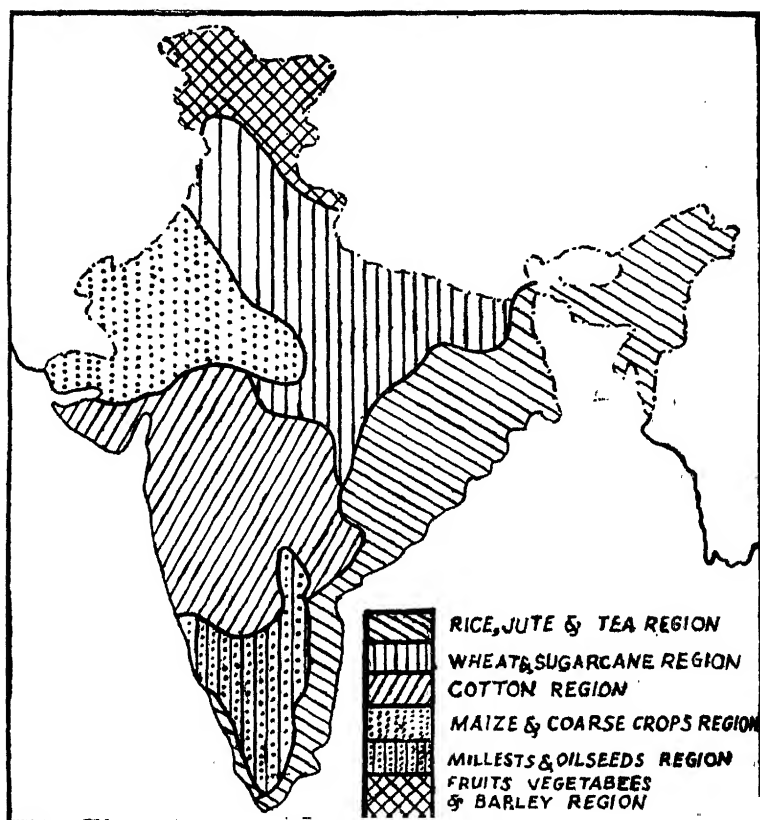 RICE, JUTE & TEA REGION
WHEAT & SUGARCANE REGION
COTTON REGION
MAIZE & COARSE CROPS REGION
MILLESTS & OILSEEDS REGION
FRUITS VEGETABEES
& BARLEY REGION